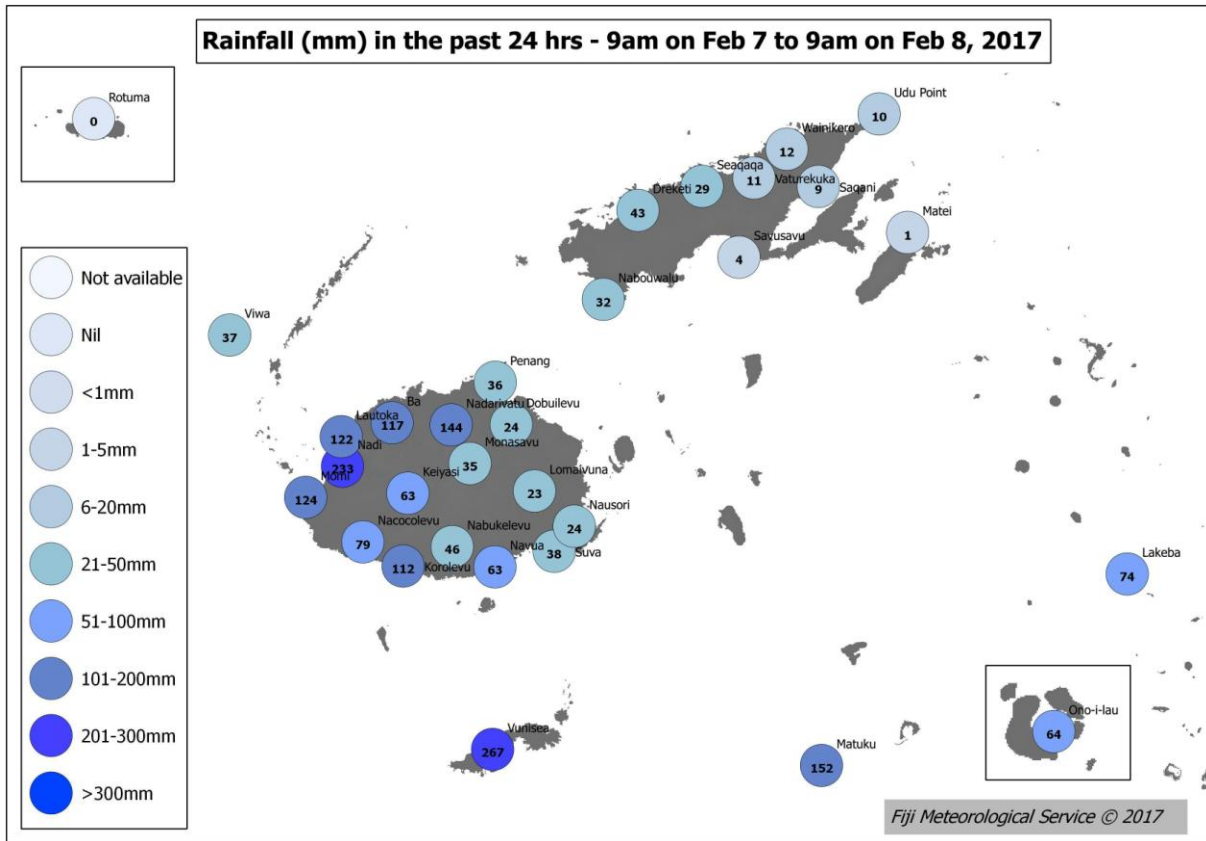 Rainfall (mm) in the past 24 hrs - 9am on Feb 7 to 9am on Feb 8, 2017
Rotuma
0
Udu Point
10
Wainikero
12
Seaqaqa
29
Vaturekuka
11
Saqani
9
Dreketi
43
Matei
1
Savusavu
4
Nabouwalu
32
Not available
Nil
<1mm
1-5mm
6-20mm
21-50mm
51-100mm
101-200mm
201-300mm
>300mm
Viwa
37
Penang
36
Ba
117
Nadarivatu
144
Dobuilevu
24
Lautoka
122
Nadi
233
Monasavu
35
Momi
124
Keiyasi
63
Lomaivuna
23
Nausori
24
Nacocolevu
79
Nabukelevu
46
Navua
63
Suva
38
Korolevu
112
Lakeba
74
Ono-i-lau
64
Vunisea
267
Matuku
152
Fiji Meteorological Service © 2017